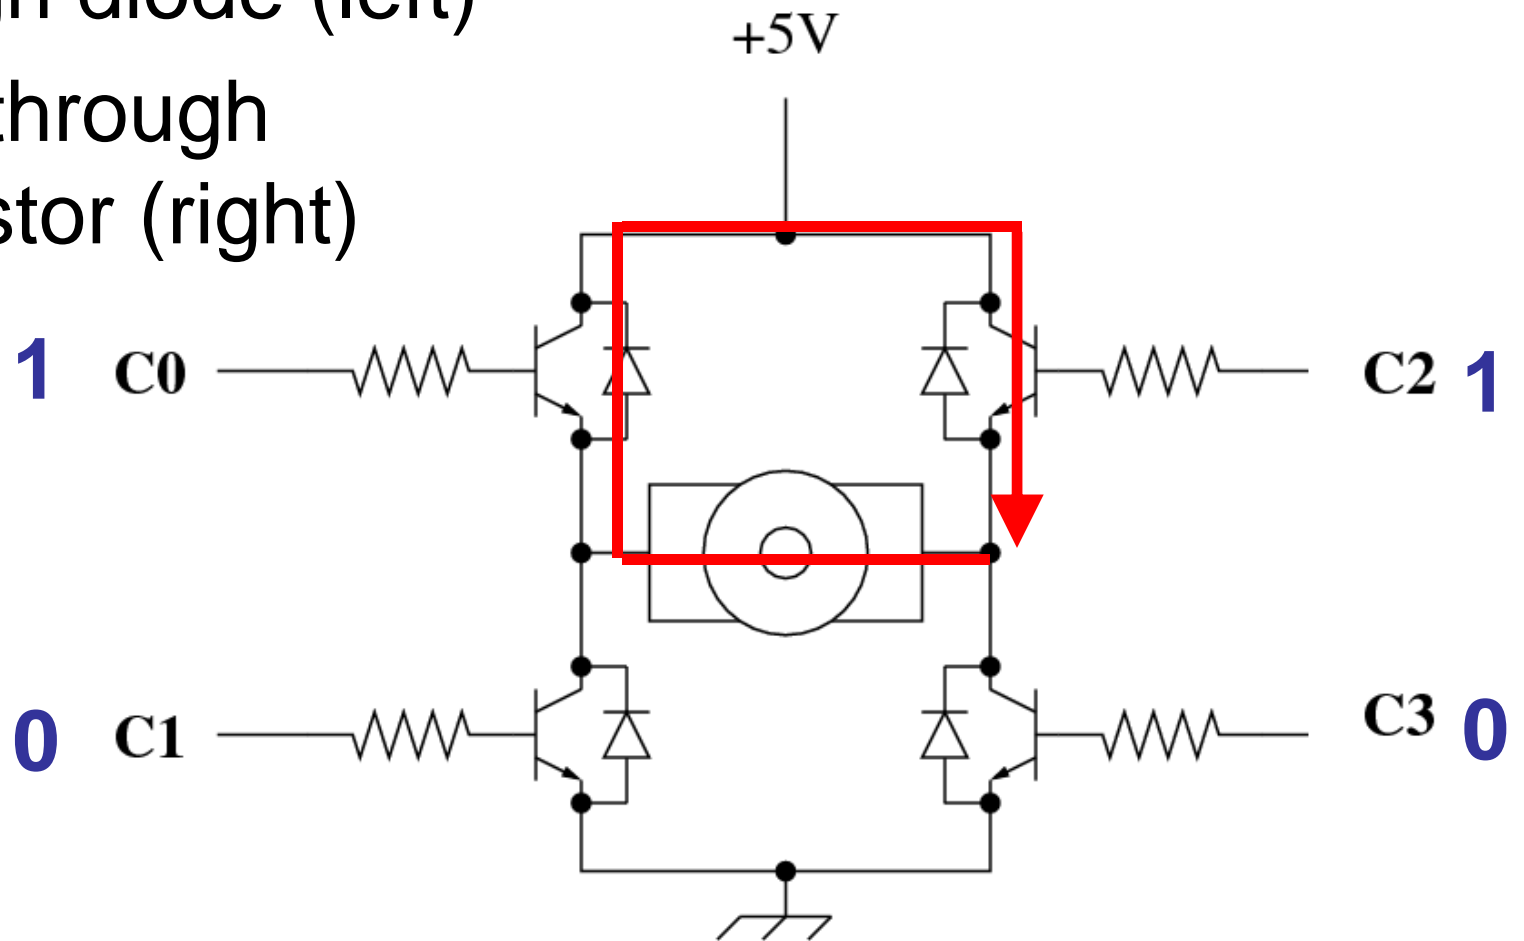 diode (left)
+5V
through
stor (right)
1 C0
C2 1
0 C1
C3 0